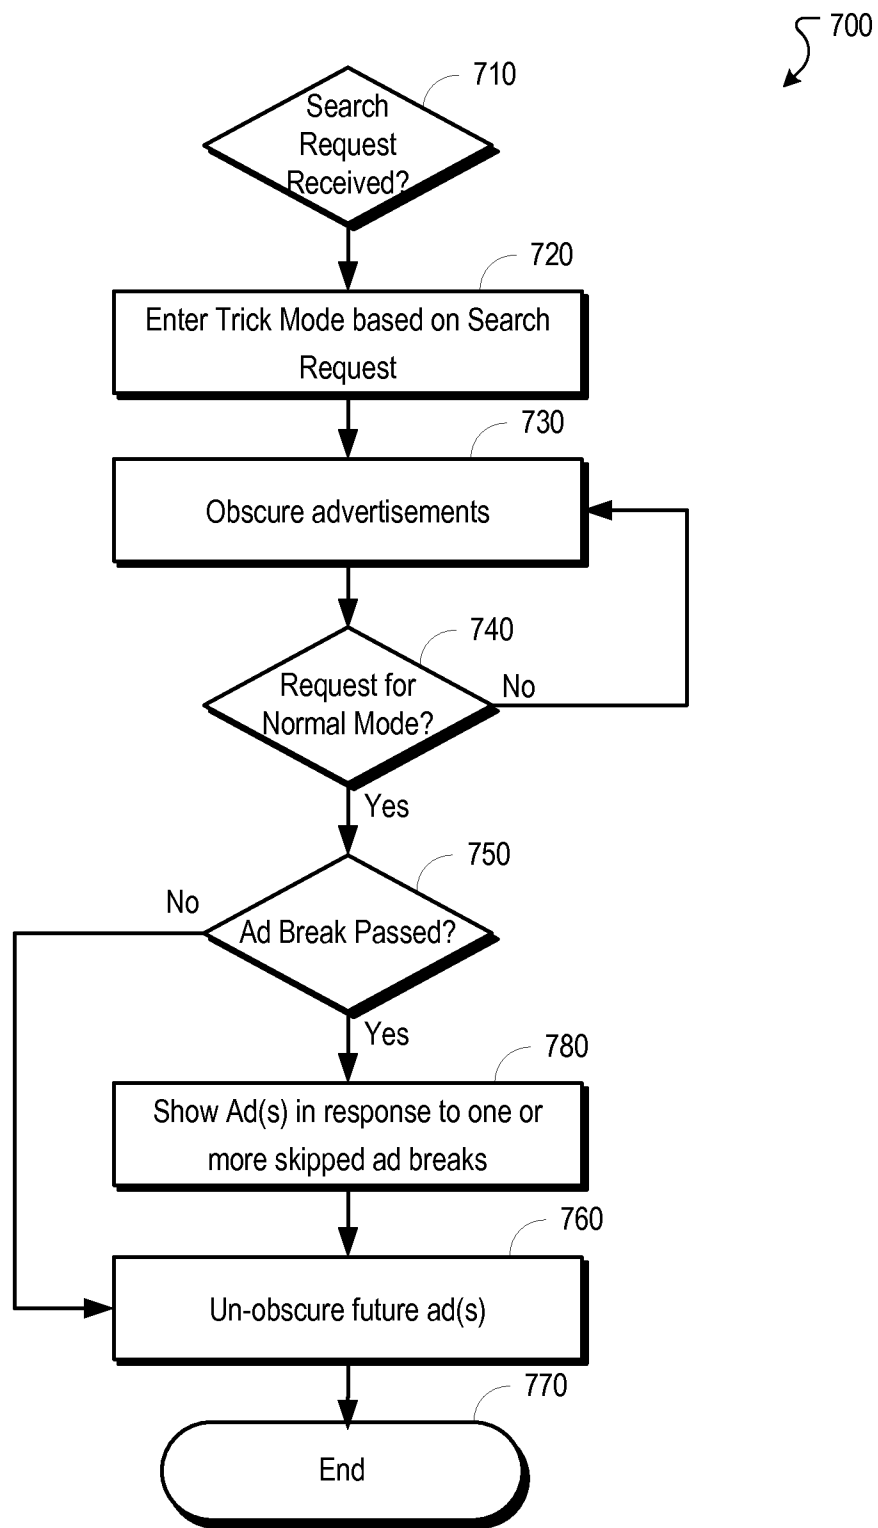 700
710
Search
Request
Received?
720
Enter Trick Mode based on Search
Request
730
Obscure advertisements
740
Request for
Normal Mode?
No
Yes
750
No
Ad Break Passed?
Yes
780
Show Ad(s) in response to one or
more skipped ad breaks
760
Un-obscure future ad(s)
770
End